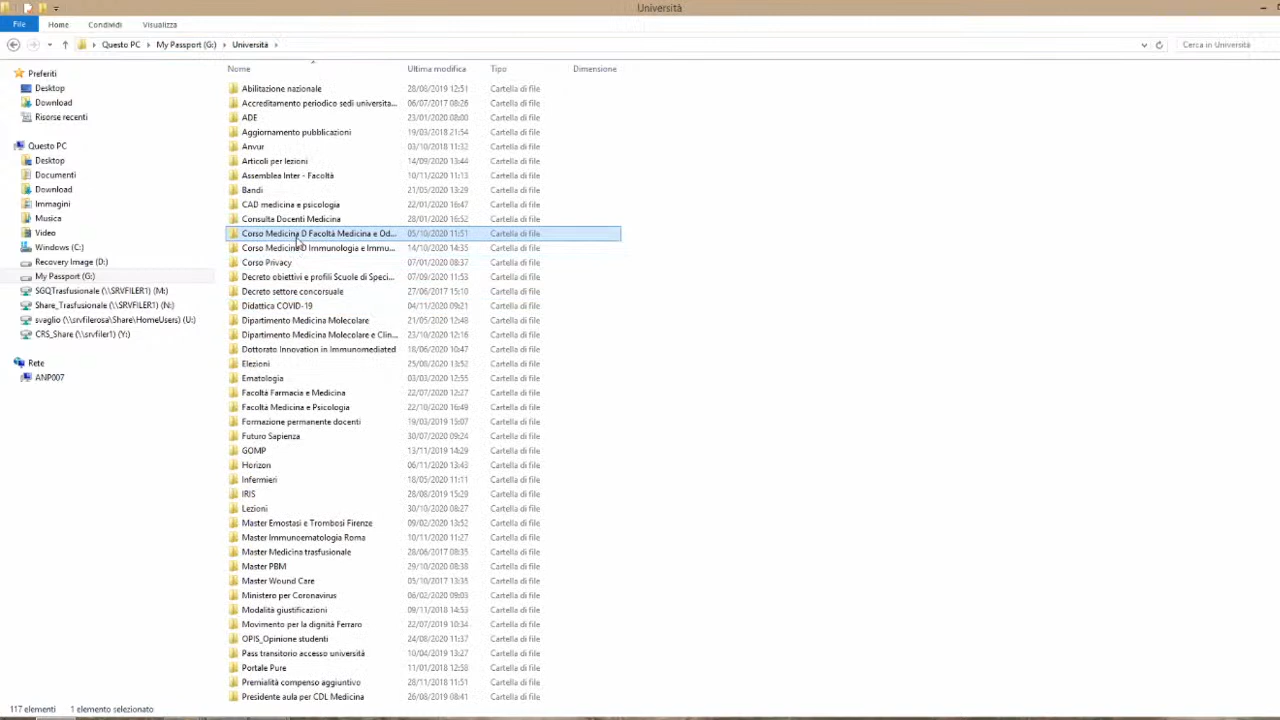 Università
File Home Condividi Visualizza
Questo PC My Passport (G:) Università Cerca in Università
Nome Ultima modifica Tipo Dimensione
Preferiti
Desktop
Download
Risorse recenti
Questo PC
Desktop
Documenti
Download
Immagini
Musica
Video
Windows (C:)
Recovery Image (D:)
My Passport (G:)
SGQTrasfusionale (\\SRVFILER1) (M:)
Share_Trasfusionale (\\SRVFILER1) (N:)
svaglio (\\srvfilerosa\Share\HomeUsers) (U:)
CRS_Share (\\srvfiler1) (Y:)
Rete
ANP007
Abilitazione nazionale 28/08/2019 12:51 Cartella di file
Accreditamento periodico sedi universita... 06/07/2017 08:26 Cartella di file
ADE 23/01/2020 08:00 Cartella di file
Aggiornamento pubblicazioni 19/03/2018 21:54 Cartella di file
Anvur 03/10/2018 11:32 Cartella di file
Articoli per lezioni 14/09/2020 13:44 Cartella di file
Assemblea Inter - Facoltà 10/11/2020 11:13 Cartella di file
Bandi 21/05/2020 13:29 Cartella di file
CAD medicina e psicologia 22/01/2020 16:47 Cartella di file
Consulta Docenti Medicina 28/01/2020 16:52 Cartella di file
Corso Medicina D Facoltà Medicina e Od... 05/10/2020 11:51 Cartella di file
Corso Medicina D Immunologia e Immu... 14/10/2020 14:35 Cartella di file
Corso Privacy 07/01/2020 08:37 Cartella di file
Decreto obiettivi e profili Scuole di Speci... 07/09/2020 11:53 Cartella di file
Decreto settore concorsuale 27/06/2017 15:10 Cartella di file
Didattica COVID-19 04/11/2020 09:21 Cartella di file
Dipartimento Medicina Molecolare 21/05/2020 12:48 Cartella di file
Dipartimento Medicina Molecolare e Clin... 23/10/2020 12:16 Cartella di file
Dottorato Innovation in Immunomediated 18/06/2020 10:47 Cartella di file
Elezioni 25/08/2020 13:52 Cartella di file
Ematologia 03/03/2020 12:55 Cartella di file
Facoltà Farmacia e Medicina 22/07/2020 12:27 Cartella di file
Facoltà Medicina e Psicologia 22/10/2020 16:49 Cartella di file
Formazione permanente docenti 19/03/2019 15:07 Cartella di file
Futuro Sapienza 30/07/2020 09:24 Cartella di file
GOMP 13/11/2019 14:29 Cartella di file
Horizon 06/11/2020 13:43 Cartella di file
Infermieri 18/05/2020 11:11 Cartella di file
IRIS 28/08/2019 15:29 Cartella di file
Lezioni 30/10/2020 08:27 Cartella di file
Master Emostasi e Trombosi Firenze 09/02/2020 13:52 Cartella di file
Master Immunoematologia Roma 10/11/2020 11:27 Cartella di file
Master Medicina trasfusionale 28/06/2017 08:35 Cartella di file
Master PBM 29/10/2020 08:38 Cartella di file
Master Wound Care 05/10/2017 13:35 Cartella di file
Ministero per Coronavirus 06/02/2020 09:03 Cartella di file
Modalità giustificazioni 09/11/2018 14:53 Cartella di file
Movimento per la dignità Ferraro 22/07/2019 10:34 Cartella di file
OPIS_Opinione studenti 24/08/2020 11:37 Cartella di file
Pass transitorio accesso università 10/04/2019 13:27 Cartella di file
Portale Pure 11/01/2018 12:58 Cartella di file
Premialità compenso aggiuntivo 28/11/2018 11:51 Cartella di file
Presidente aula per CDL Medicina 26/08/2019 08:41 Cartella di file
117 elementi 1 elemento selezionato